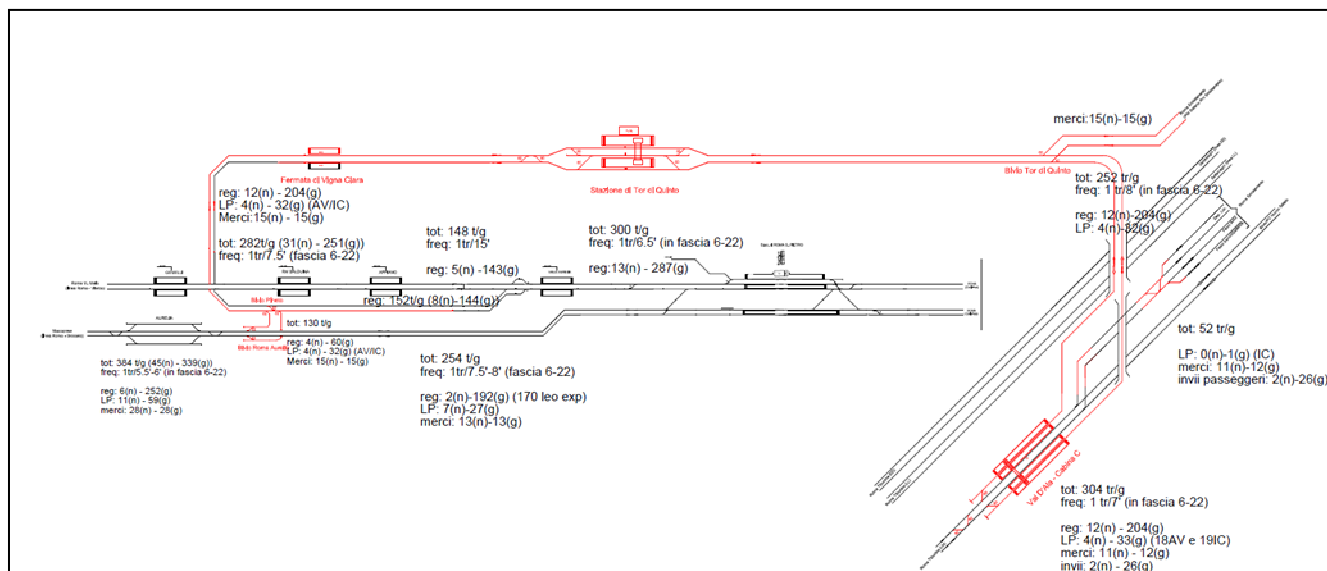 merci:15(n)-15(g)
Fermata di Vigna Clara
Stazione di Tor di Quinto
Bivio Tor di Quinto
reg: 12(n) - 204(g)
LP: 4(n) - 32(g) (AV/IC)
Merci:15(n) - 15(g)
tot: 282t/g (31(n) - 251(g))
freq: 1tr/7.5' (fascia 6-22)
tot: 148 t/g
freq: 1tr/15'
reg: 5(n) -143(g)
tot: 300 t/g
freq: 1tr/6.5' (in fascia 6-22)
reg:13(n) - 287(g)
tot: 252 tr/g
freq: 1 tr/8' (in fascia 6-22)
reg: 12(n)-204(g)
LP: 4(n)-32(g)
reg: 152t/g (8(n)-144(g))
Bivio Pineto
Bivio Roma Aurelia
tot: 130 t/g
reg: 4(n) - 60(g)
LP: 4(n) - 32(g) (AV/IC)
Merci: 15(n) - 15(g)
tot: 384 t/g (45(n) - 339(g))
freq: 1tr/5.5'-6' (in fascia 6-22)
reg: 6(n) - 252(g)
LP: 11(n) - 59(g)
merci: 28(n) - 28(g)
tot: 254 t/g
freq: 1tr/7.5'-8' (fascia 6-22)
reg: 2(n)-192(g) (170 leo exp)
LP: 7(n)-27(g)
merci: 13(n)-13(g)
tot: 52 tr/g
LP: 0(n)-1(g) (IC)
merci: 11(n)-12(g)
invii passeggeri: 2(n)-26(g)
Val D'Ala - Cabina C
tot: 304 tr/g
freq: 1 tr/7' (in fascia 6-22)
reg: 12(n) - 204(g)
LP: 4(n) - 33(g) (18AV e 19IC)
merci: 11(n) - 12(g)
invii: 2(n) - 26(g)